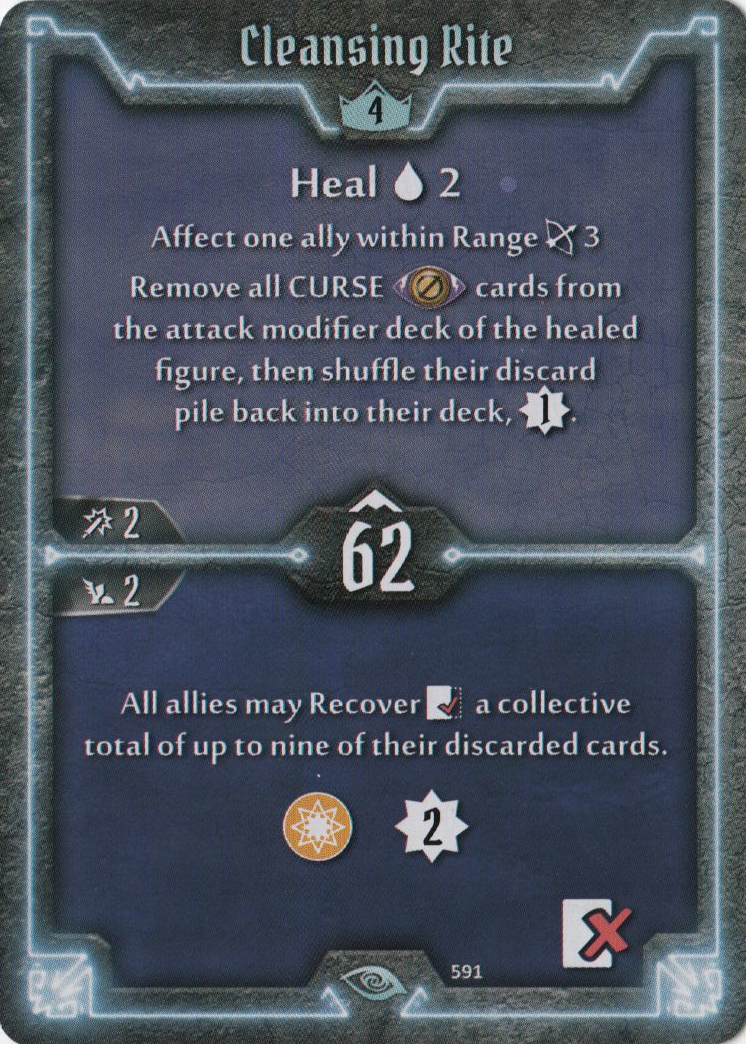 Cleansing Rite
4
Heal 2
Affect one ally within Range 3
Remove all CURSE cards from
the attack modifier deck of the healed
figure, then shuffle their discard
pile back into their deck, 1.
2
62
2
All allies may Recover a collective
total of up to nine of their discarded cards.
2
591